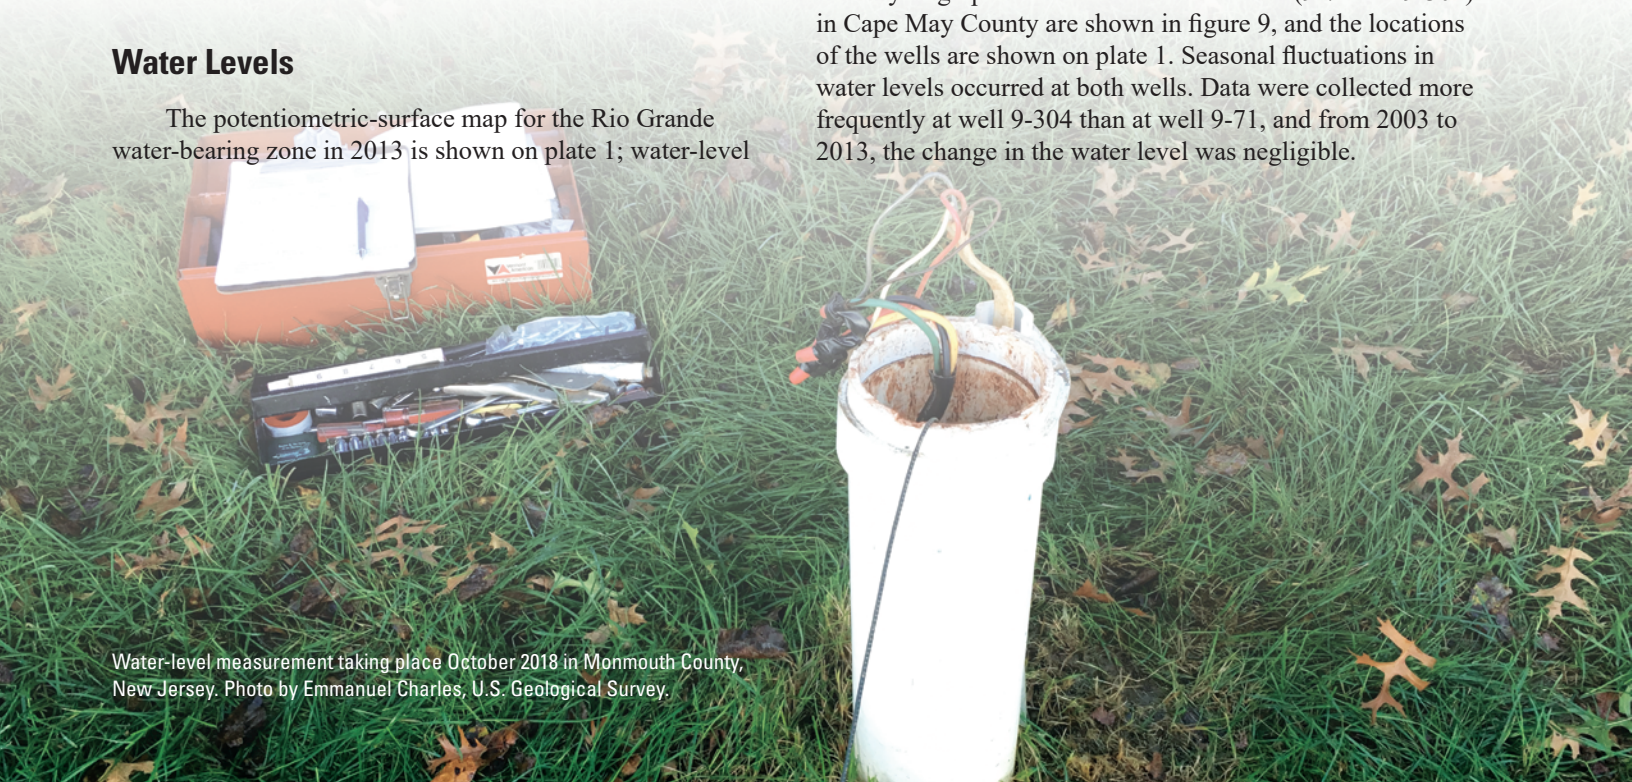 Water Levels
The potentiometric-surface map for the Rio Grande
water-bearing zone in 2013 is shown on plate 1; water-level
in Cape May County are shown in figure 9, and the locations
of the wells are shown on plate 1. Seasonal fluctuations in
water levels occurred at both wells. Data were collected more
frequently at well 9-304 than at well 9-71, and from 2003 to
2013, the change in the water level was negligible.
Water-level measurement taking place October 2018 in Monmouth County,
New Jersey. Photo by Emmanuel Charles, U.S. Geological Survey.